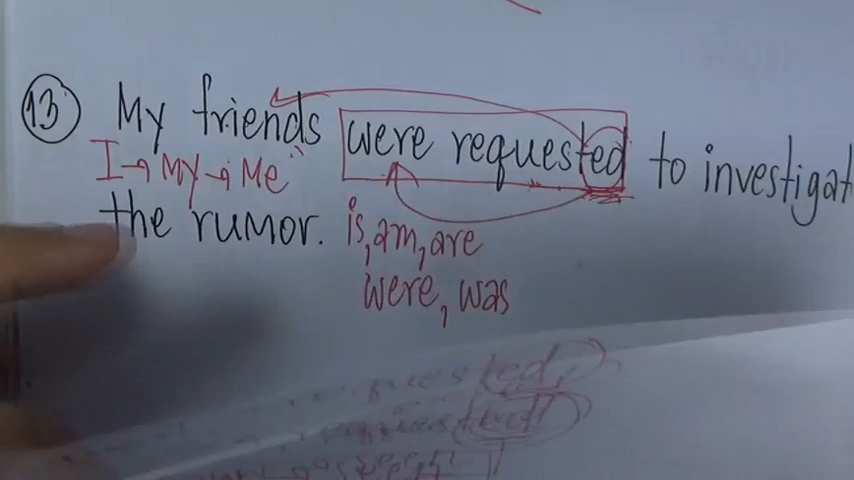 13 My friends were requested to investigat
I → My → Me
the rumor. is, am, are
were, was